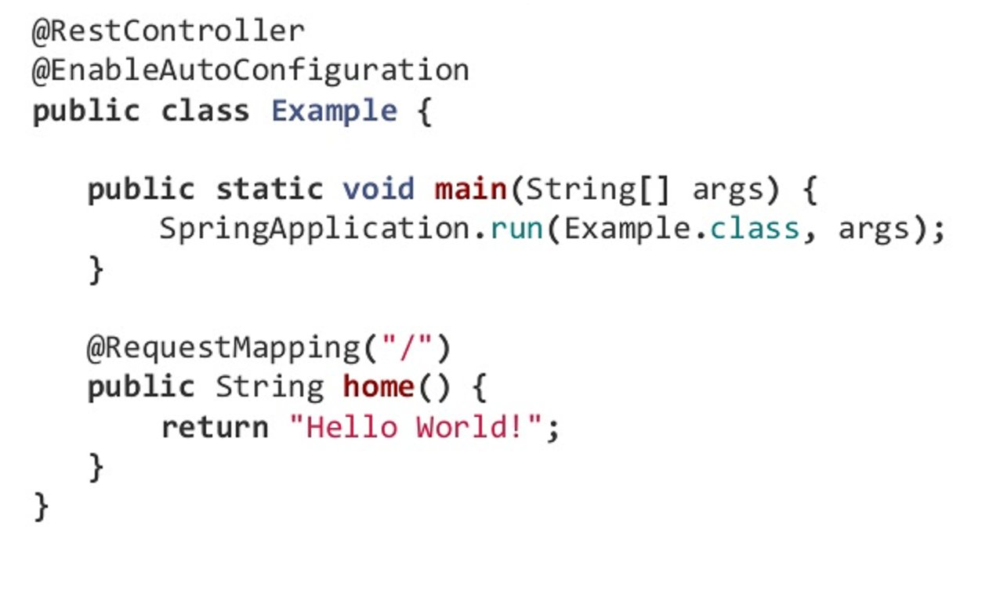 @RestController
@EnableAutoConfiguration
public class Example {
public static void main(String[] args) {
SpringApplication.run(Example.class, args);
}
@RequestMapping("/")
public String home() {
return "Hello World!";
}
}